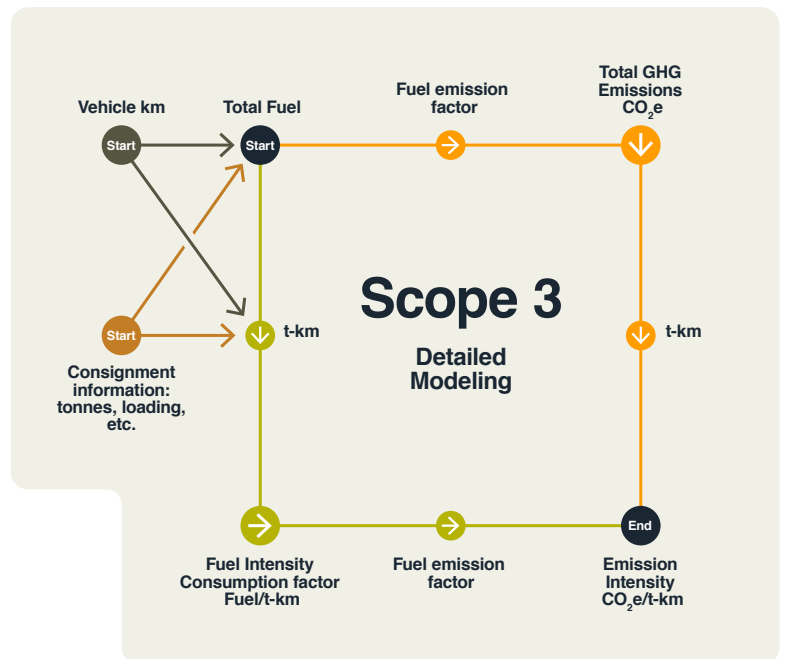 Vehicle km
Total Fuel
Fuel emission
factor
Total GHG
Emissions
CO₂e
Start
Start
Scope 3
Detailed
Modeling
Start
t-km
t-km
Consignment
information:
tonnes, loading,
etc.
End
Fuel Intensity
Consumption factor
Fuel/t-km
Fuel emission
factor
Emission
Intensity
CO₂e/t-km